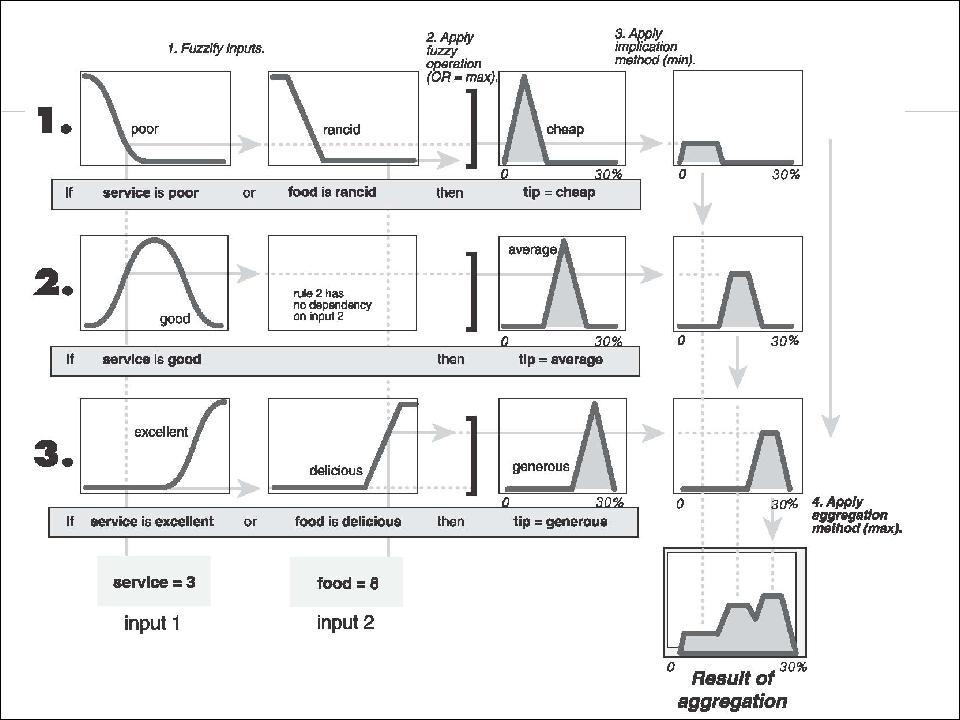 1. Fuzzify inputs.
2. Apply
fuzzy
operation
(OR = max).
3. Apply
implication
method (min).
1.
poor
rancid
cheap
0 30%
0 30%
If service is poor or food is rancid then tip = cheap
2.
good
rule 2 has
no dependency
on input 2
average
0 30%
0 30%
If service is good then tip = average
3.
excellent
delicious
generous
0 30%
0 30%
If service is excellent or food is delicious then tip = generous
4. Apply
aggregation
method (max).
service = 3
food = 8
input 1
input 2
0 30%
Result of
aggregation